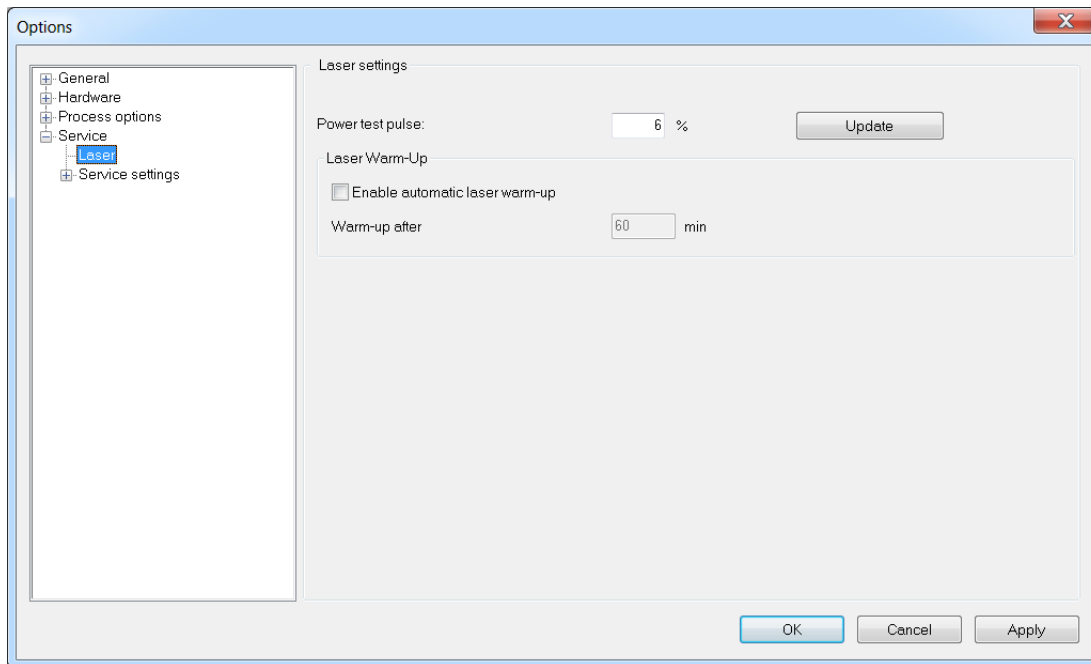 Options
General
Hardware
Process options
Service
Laser
Service settings
Laser settings
Power test pulse: 6 % Update
Laser Warm-Up
Enable automatic laser warm-up
Warm-up after 60 min
OK Cancel Apply